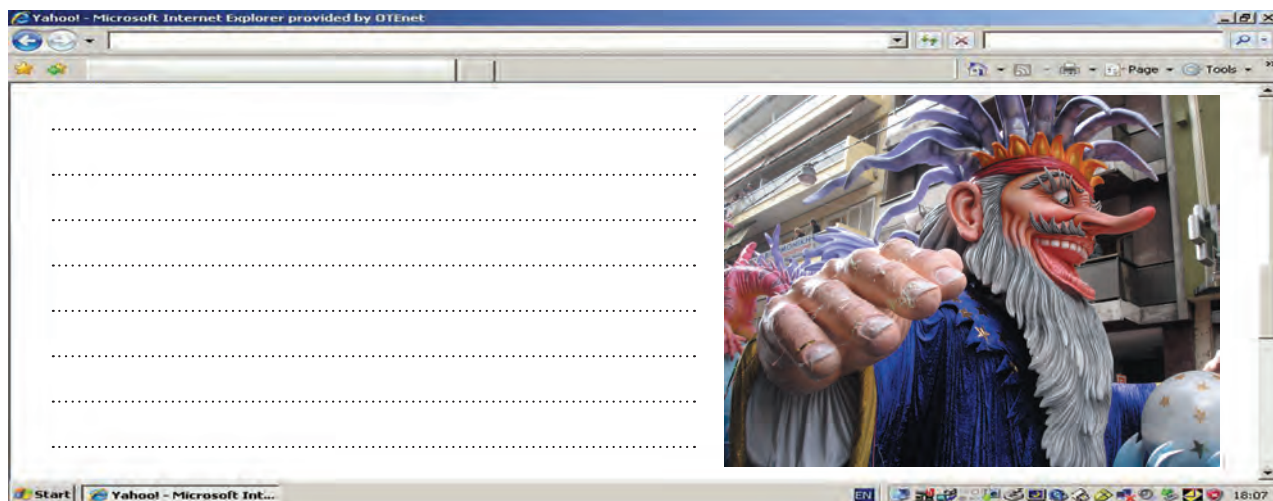 Yahoo! - Microsoft Internet Explorer provided by OTEnet
Page
Tools
Start
Yahoo! - Microsoft Int...
EN
18:07